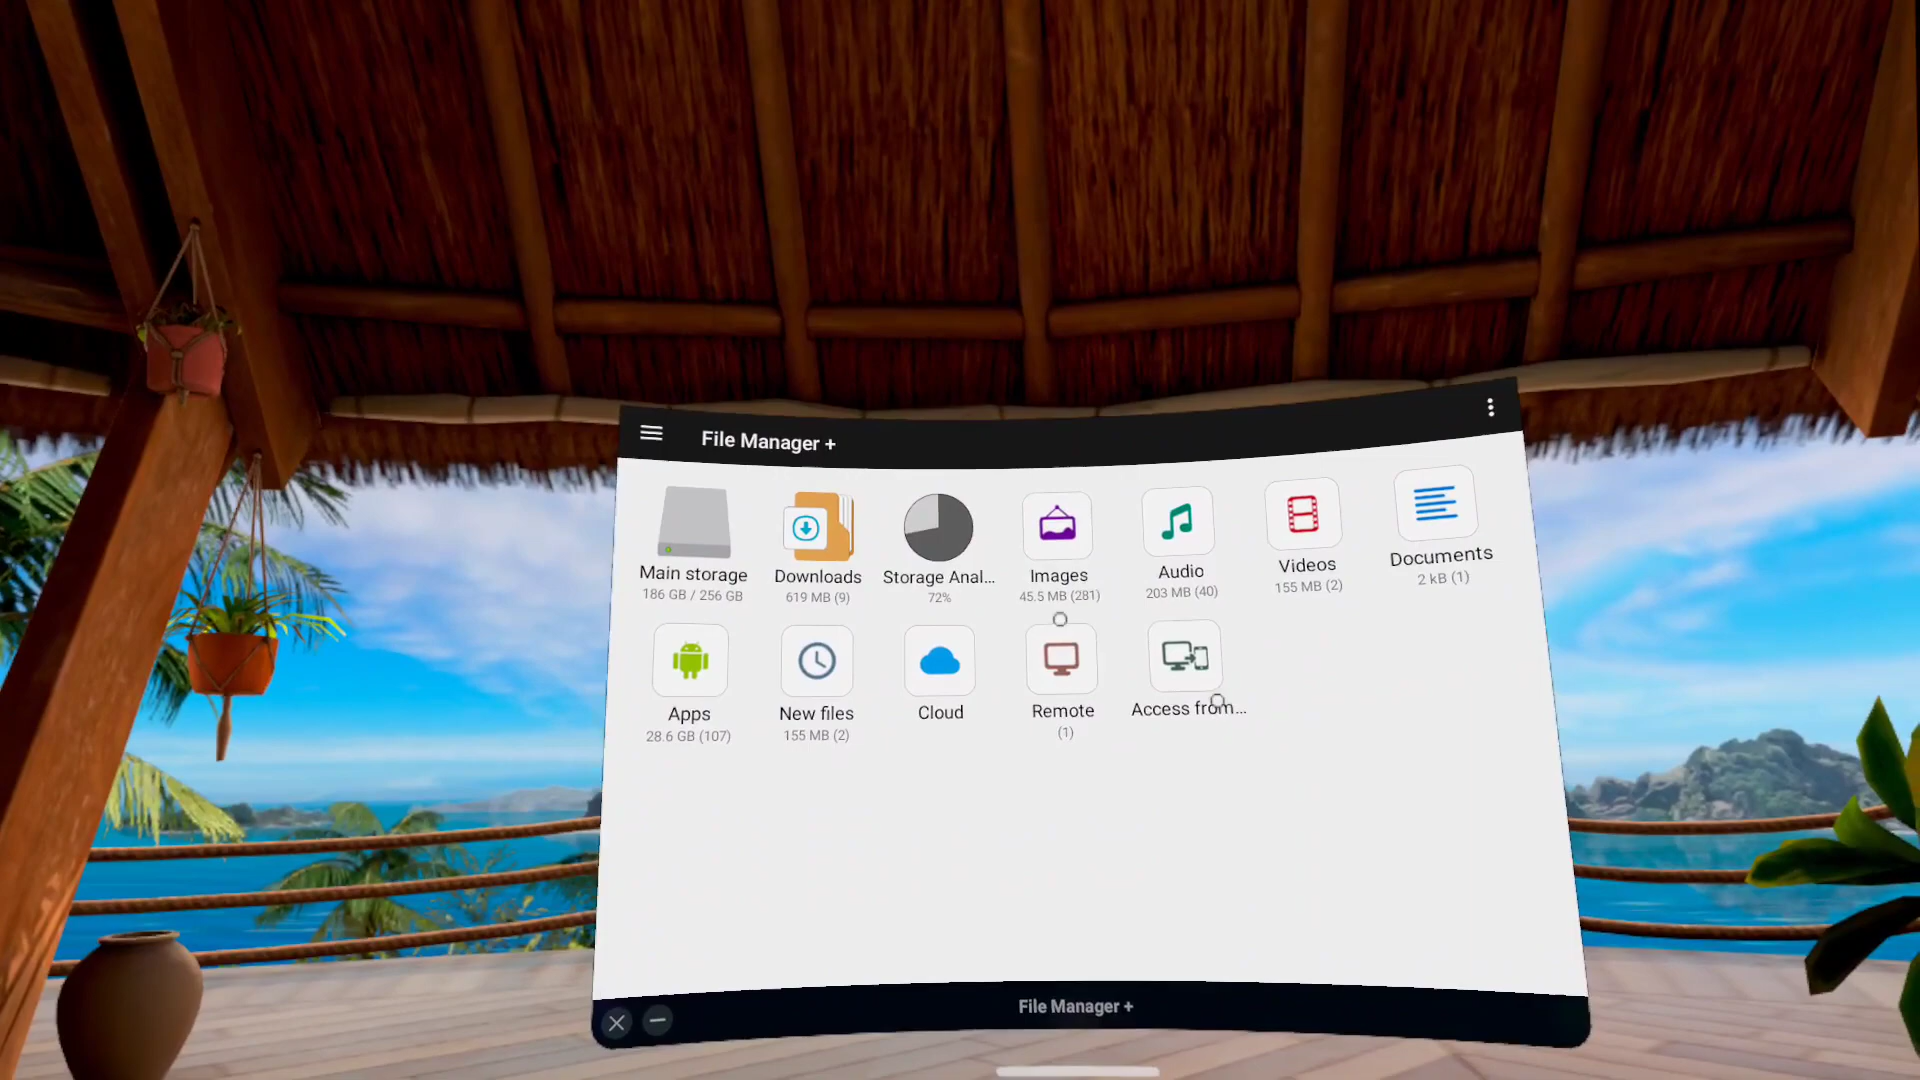 File Manager +
Main storage
186 GB / 256 GB
Downloads
619 MB (9)
Storage Anal...
72%
Images
45.5 MB (281)
Audio
203 MB (40)
Videos
155 MB (2)
Documents
2 kB (1)
Apps
28.6 GB (107)
New files
155 MB (2)
Cloud
Remote
(1)
Access from...
File Manager +